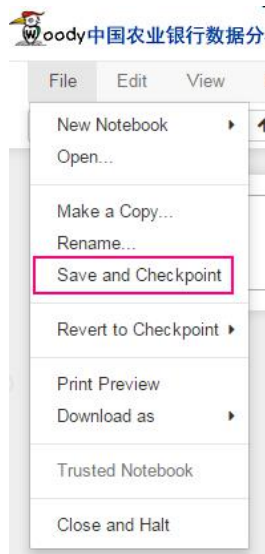 Woody中国农业银行数据分
File Edit View
New Notebook
Open...
Make a Copy...
Rename...
Save and Checkpoint
Revert to Checkpoint
Print Preview
Download as
Trusted Notebook
Close and Halt